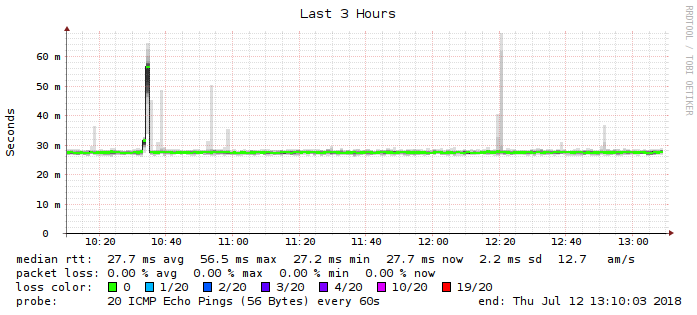 Last 3 Hours
RRDTOOL / TOBI OETIKER
Seconds
60 m
50 m
40 m
30 m
20 m
10 m
0
10:20 10:40 11:00 11:20 11:40 12:00 12:20 12:40 13:00
median rtt: 27.7 ms avg 56.5 ms max 27.2 ms min 27.7 ms now 2.2 ms sd 12.7 am/s
packet loss: 0.00 % avg 0.00 % max 0.00 % min 0.00 % now
loss color: 0 1/20 2/20 3/20 4/20 10/20 19/20
probe: 20 ICMP Echo Pings (56 Bytes) every 60s end: Thu Jul 12 13:10:03 2018